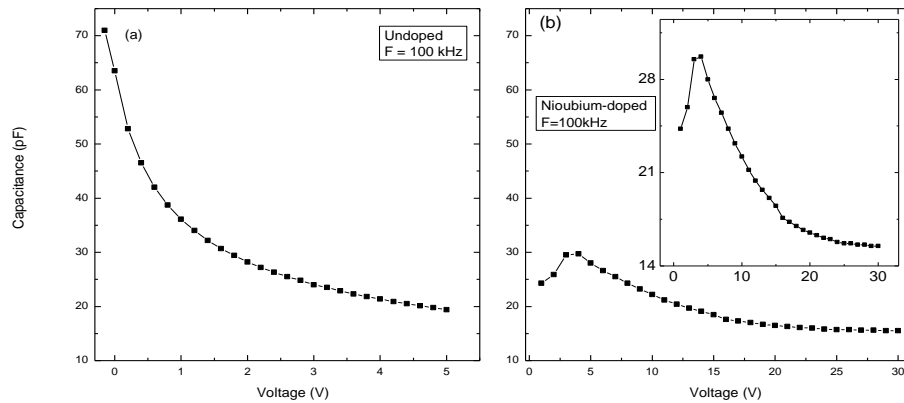 (a)
Undoped
F = 100 kHz
70
60
50
40
30
20
10
Capacitance (pF)
0 1 2 3 4 5
Voltage (V)
(b)
Nioubium-doped
F=100kHz
70
60
50
40
30
20
10
0 5 10 15 20 25 30
Voltage (V)
28
21
14
0 10 20 30